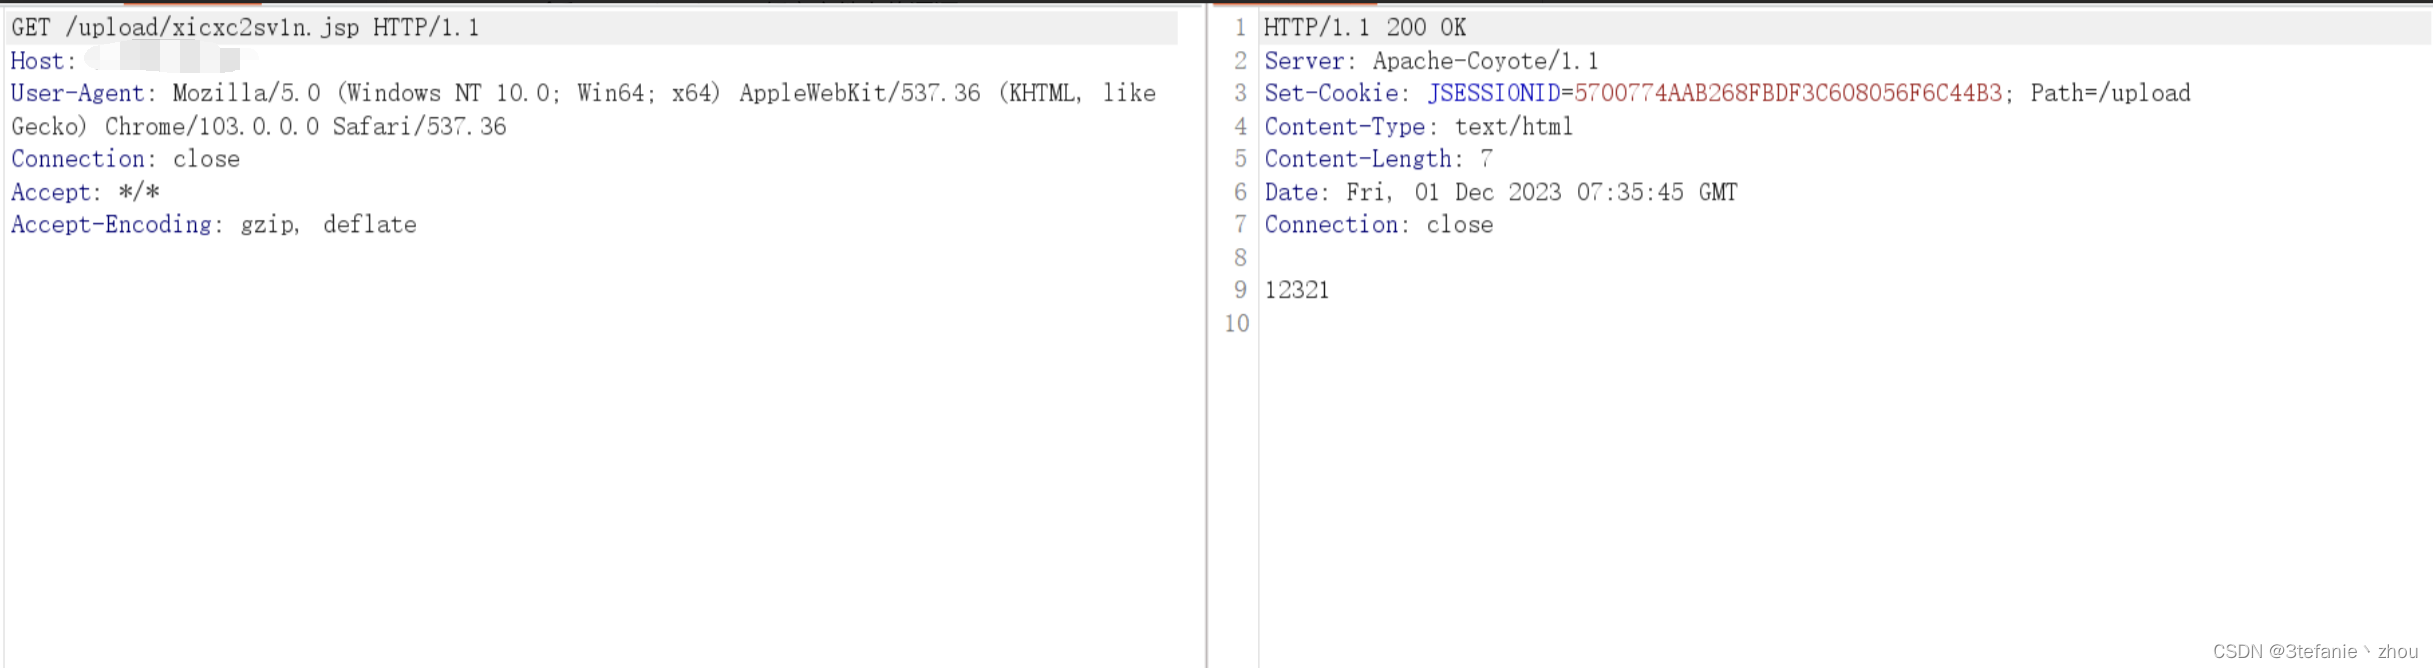 GET /upload/xicxc2sv1n.jsp HTTP/1.1
Host:
User-Agent: Mozilla/5.0 (Windows NT 10.0; Win64; x64) AppleWebKit/537.36 (KHTML, like
Gecko) Chrome/103.0.0.0 Safari/537.36
Connection: close
Accept: */*
Accept-Encoding: gzip, deflate
1 HTTP/1.1 200 OK
2 Server: Apache-Coyote/1.1
3 Set-Cookie: JSESSIONID=5700774AAB268FBDF3C608056F6C44B3; Path=/upload
4 Content-Type: text/html
5 Content-Length: 7
6 Date: Fri, 01 Dec 2023 07:35:45 GMT
7 Connection: close
8
9 12321
10
CSDN @3tefanie丶zhou